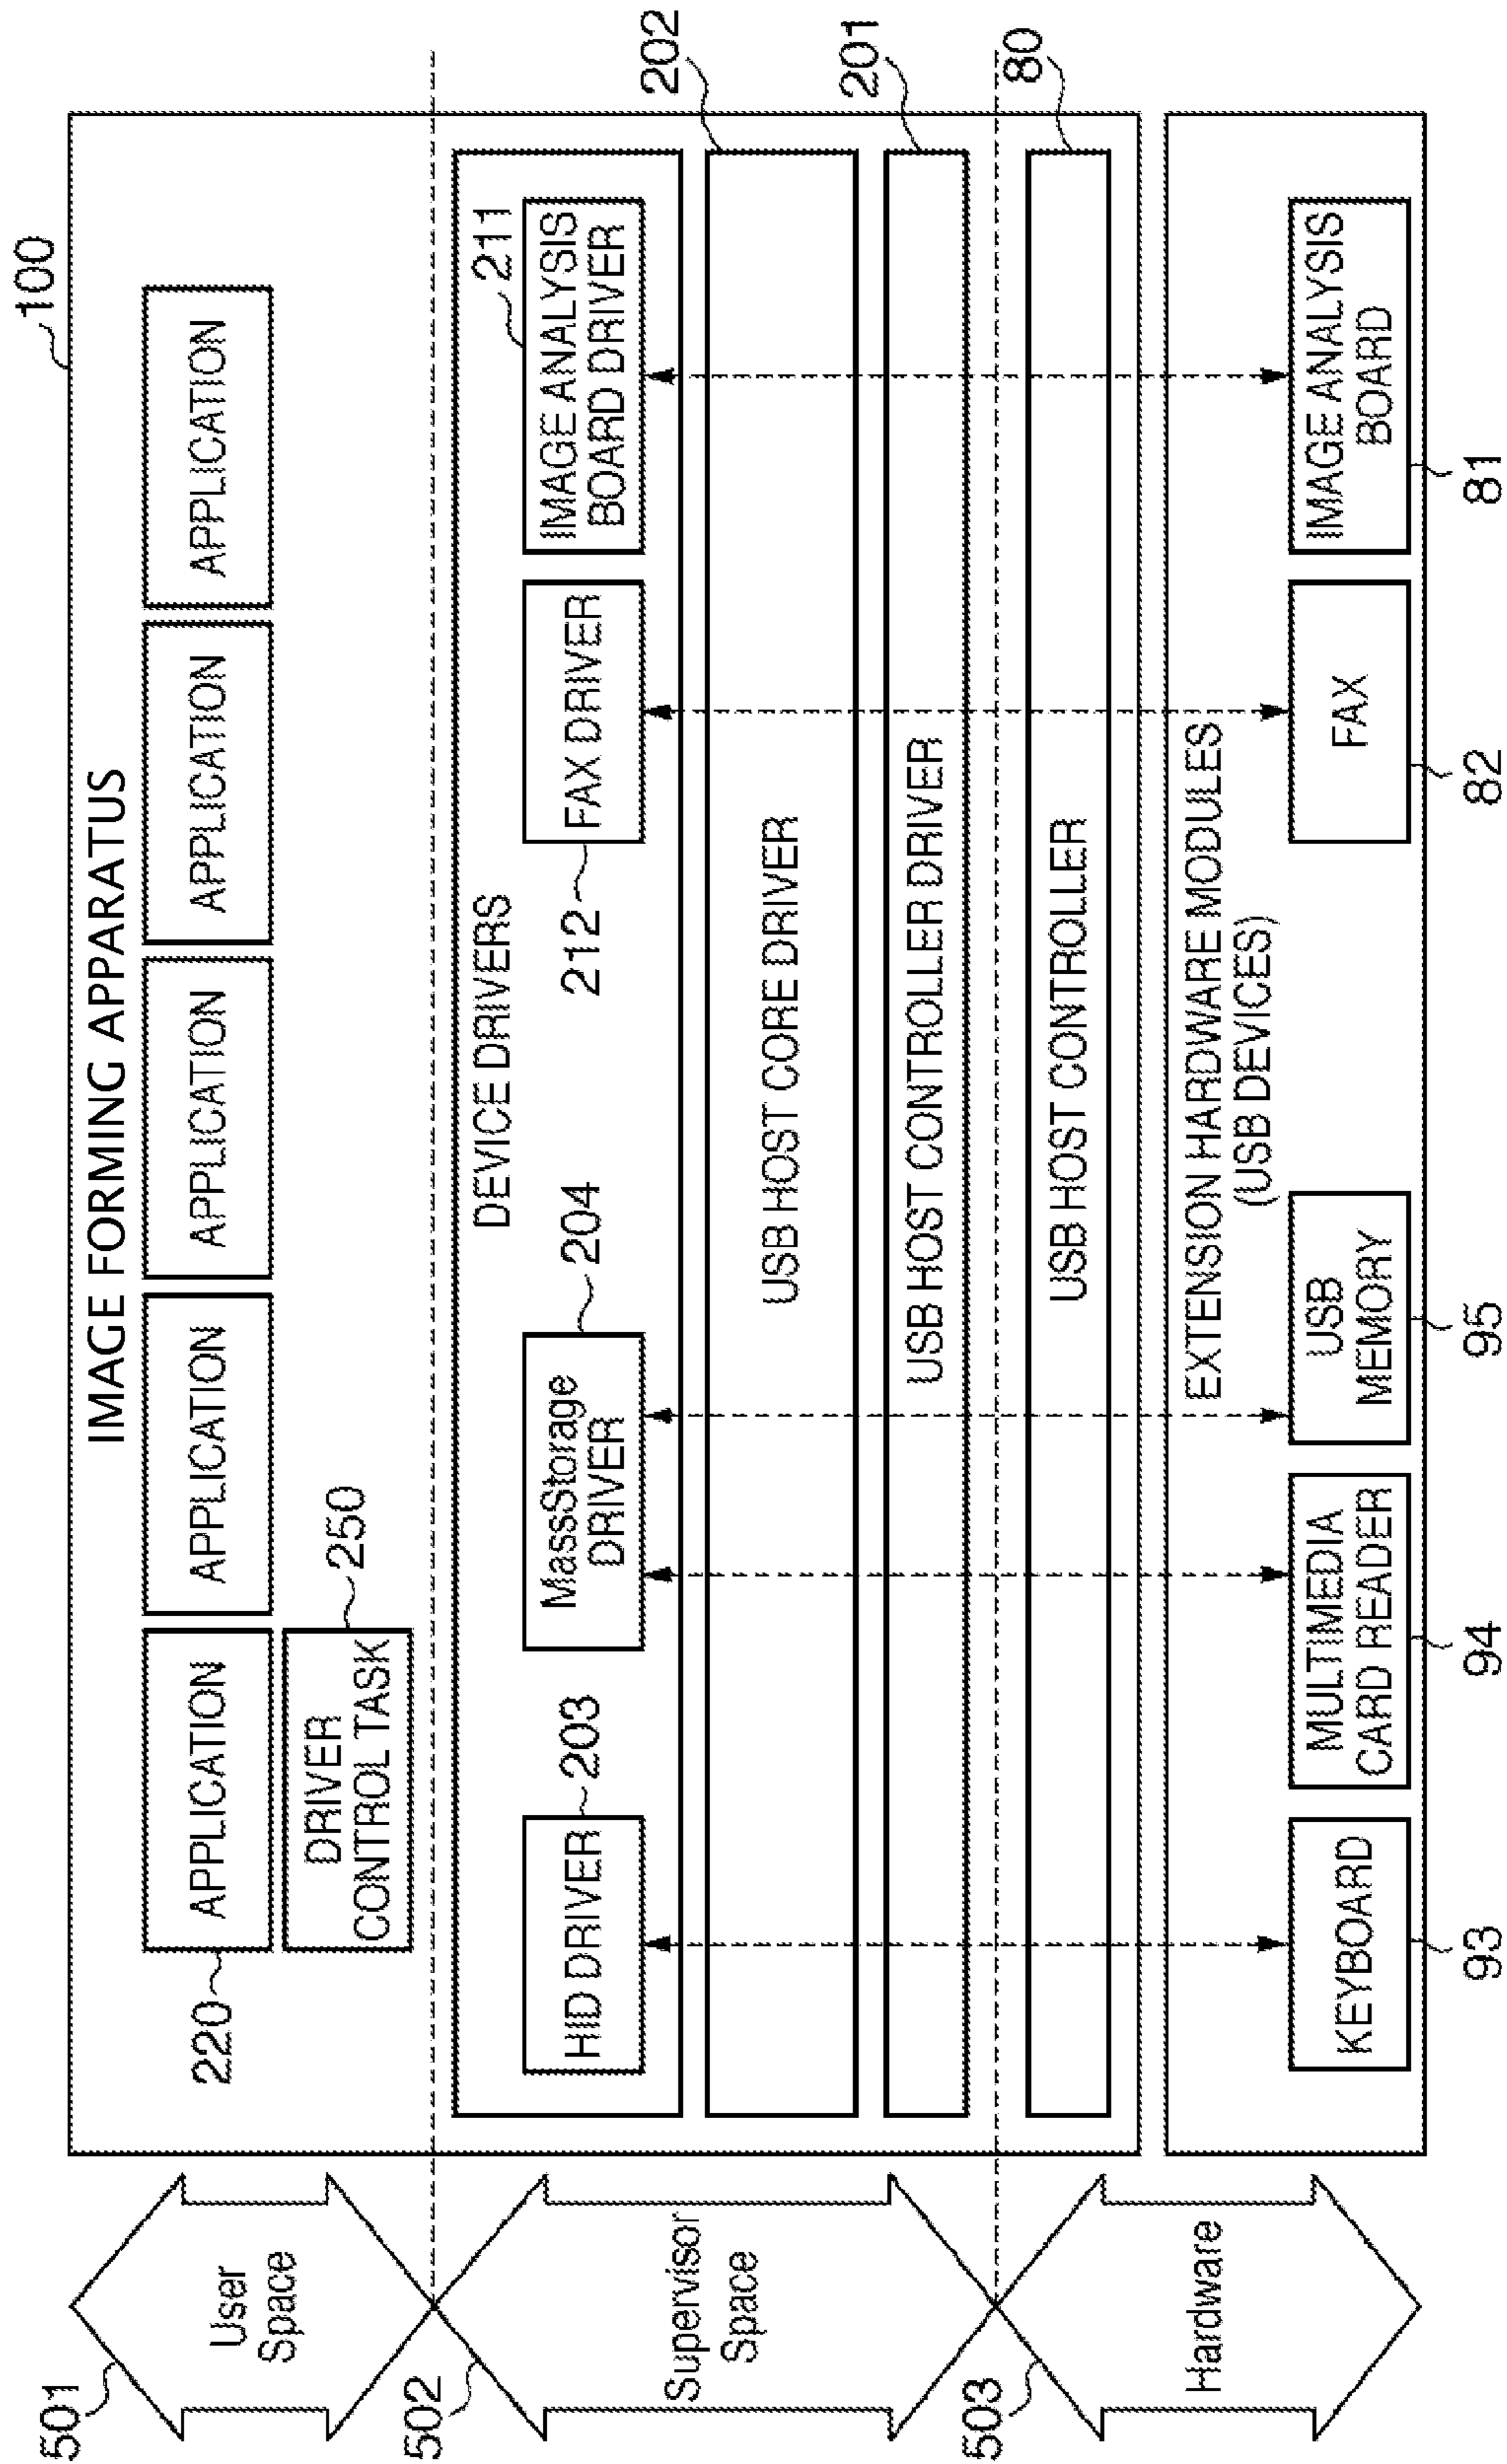 IMAGE FORMING APPARATUS
100
APPLICATION
APPLICATION
APPLICATION
APPLICATION
APPLICATION
220
DRIVER
CONTROL TASK
250
501
User
Space
DEVICE DRIVERS
HID DRIVER
203
MassStorage
DRIVER
204
FAX DRIVER
212
IMAGE ANALYSIS
BOARD DRIVER
211
502
Supervisor
Space
USB HOST CORE DRIVER
202
USB HOST CONTROLLER DRIVER
201
503
Hardware
USB HOST CONTROLLER
80
EXTENSION HARDWARE MODULES
(USB DEVICES)
KEYBOARD
93
MULTIMEDIA
CARD READER
94
USB
MEMORY
95
FAX
82
IMAGE ANALYSIS
BOARD
81